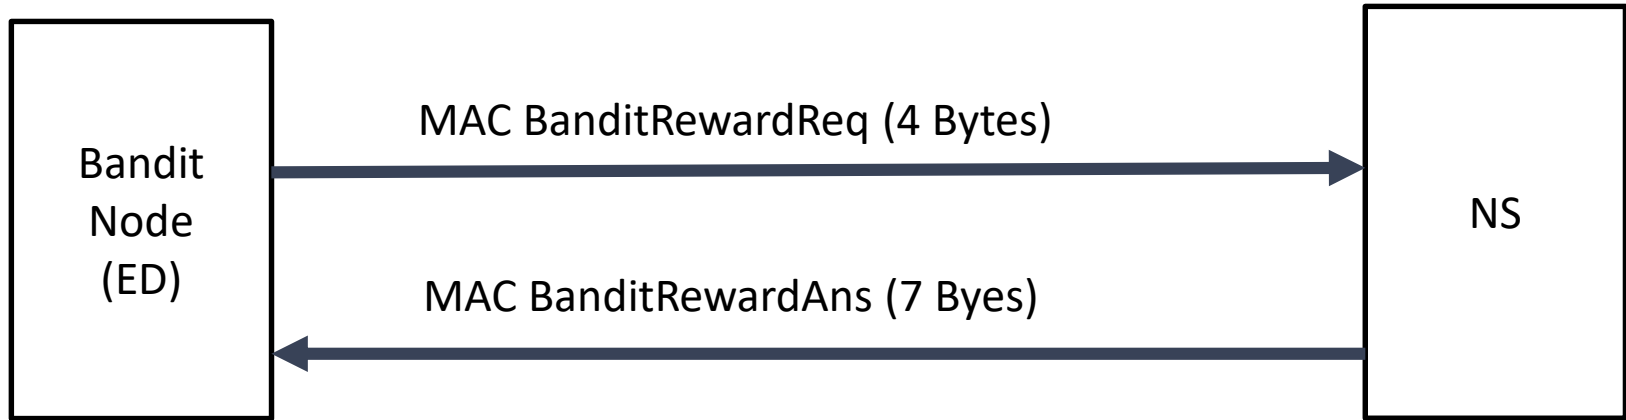 Bandit
Node
(ED)
MAC BanditRewardReq (4 Bytes)
MAC BanditRewardAns (7 Byes)
NS